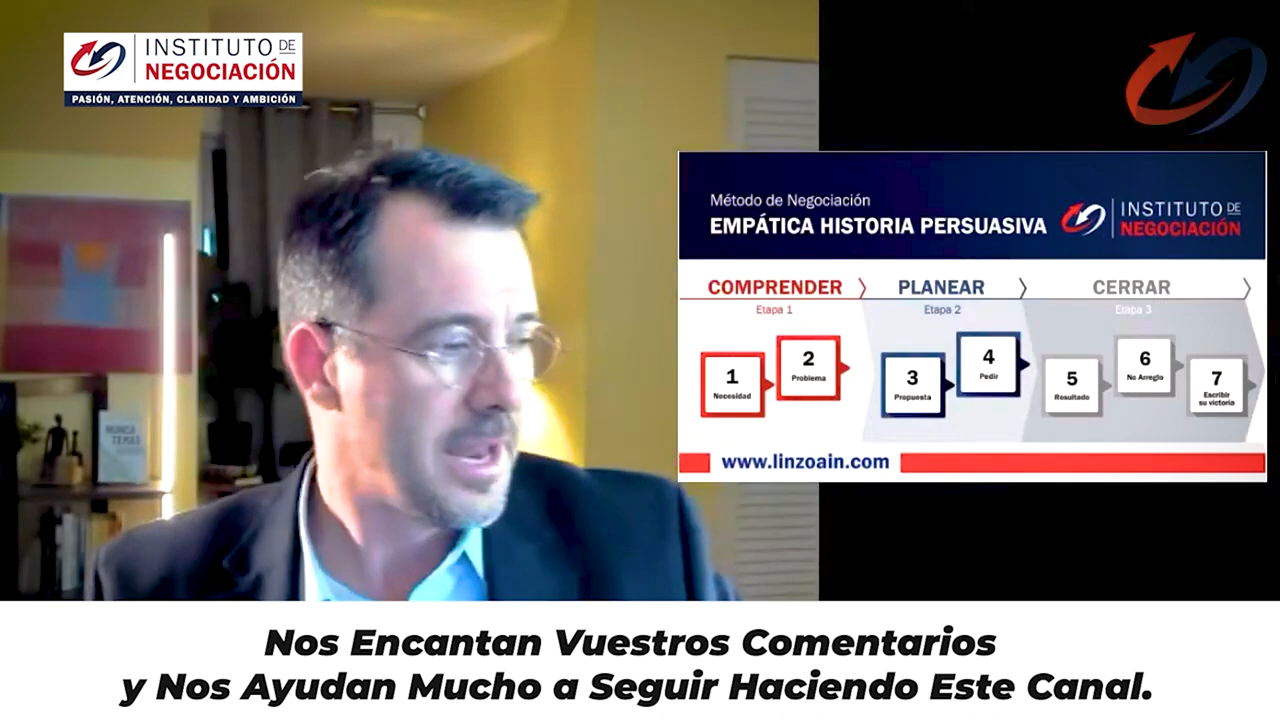 INSTITUTO DE
NEGOCIACIÓN
PASIÓN, ATENCIÓN, CLARIDAD Y AMBICIÓN
NUNCA
TEMAS
Método de Negociación
EMPÁTICA HISTORIA PERSUASIVA
INSTITUTO DE
NEGOCIACIÓN
COMPRENDER
Etapa 1
PLANEAR
Etapa 2
CERRAR
Etapa 3
1
Necesidad
2
Problema
3
Propuesta
4
Pedir
5
Resultado
6
No Arreglo
7
Escribir
su victoria
www.linzoain.com
Nos Encantan Vuestros Comentarios
y Nos Ayudan Mucho a Seguir Haciendo Este Canal.